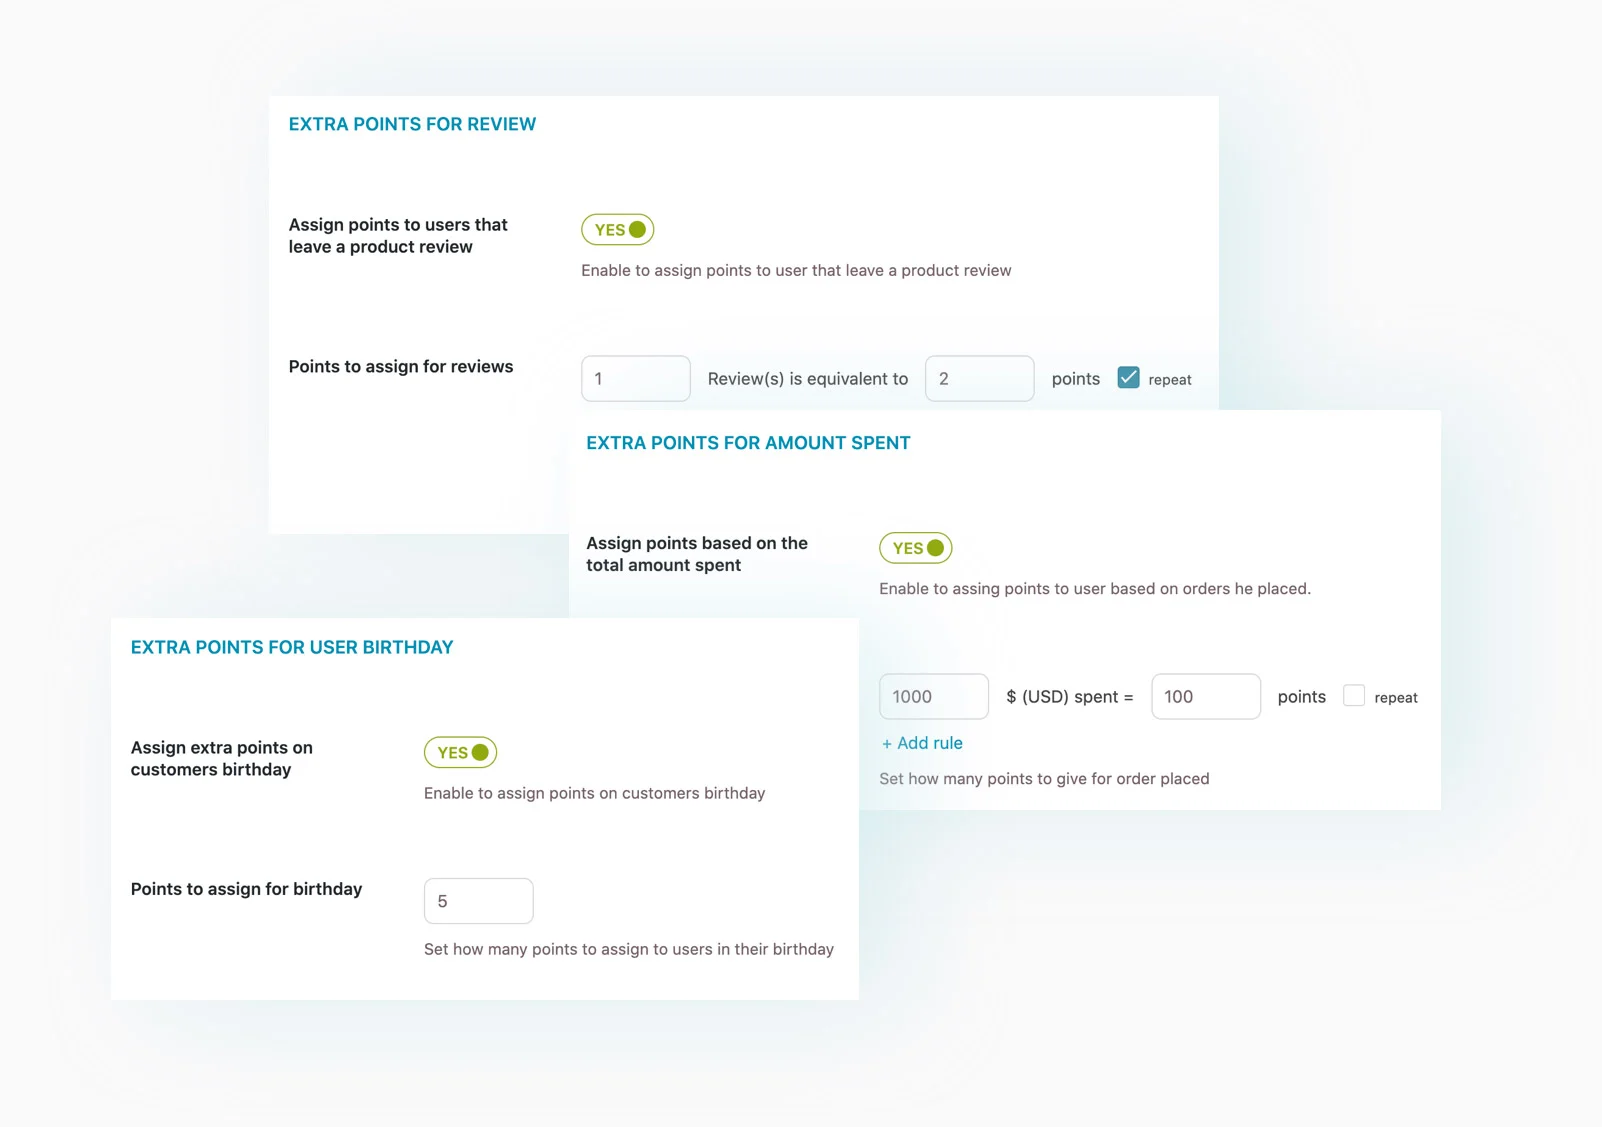 EXTRA POINTS FOR REVIEW
Assign points to users that
leave a product review
YES
Enable to assign points to user that leave a product review
Points to assign for reviews
1 Review(s) is equivalent to 2 points repeat
EXTRA POINTS FOR AMOUNT SPENT
Assign points based on the
total amount spent
YES
Enable to assing points to user based on orders he placed.
1000 $ (USD) spent = 100 points repeat
+ Add rule
Set how many points to give for order placed
EXTRA POINTS FOR USER BIRTHDAY
Assign extra points on
customers birthday
YES
Enable to assign points on customers birthday
Points to assign for birthday
5
Set how many points to assign to users in their birthday